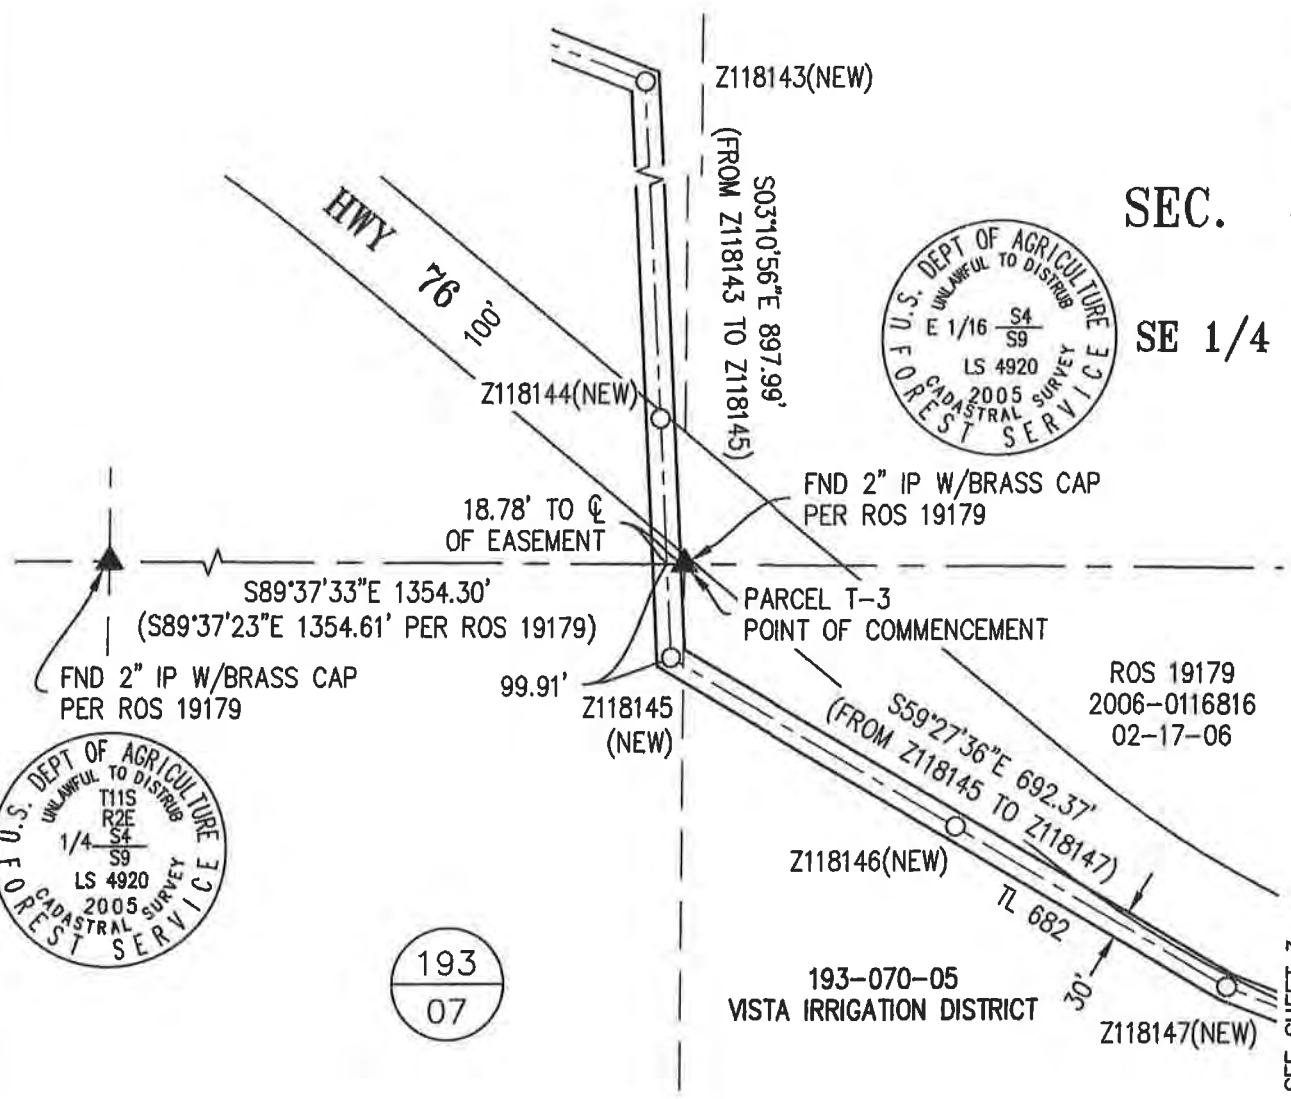 Z118143(NEW)
S03°10'56"E 897.99'
(FROM Z118143 TO Z118145)
HWY 76
100'
SEC.
SE 1/4
U.S. DEPT OF AGRICULTURE
UNLAWFUL TO DISTRUB
E 1/16 S4
S9
LS 4920
2005
CADASTRAL SURVEY
FOREST SERVICE
Z118144(NEW)
FND 2" IP W/BRASS CAP
PER ROS 19179
18.78' TO ℄
OF EASEMENT
S89°37'33"E 1354.30'
(S89°37'23"E 1354.61' PER ROS 19179)
PARCEL T-3
POINT OF COMMENCEMENT
FND 2" IP W/BRASS CAP
PER ROS 19179
99.91'
Z118145
(NEW)
ROS 19179
2006-0116816
02-17-06
S59°27'36"E 692.37'
(FROM Z118145 TO Z118147)
U.S. DEPT OF AGRICULTURE
UNLAWFUL TO DISTRUB
T11S
R2E
1/4 S4
S9
LS 4920
2005
CADASTRAL SURVEY
FOREST SERVICE
Z118146(NEW)
TL 682
193
07
193-070-05
VISTA IRRIGATION DISTRICT
30'
Z118147(NEW)